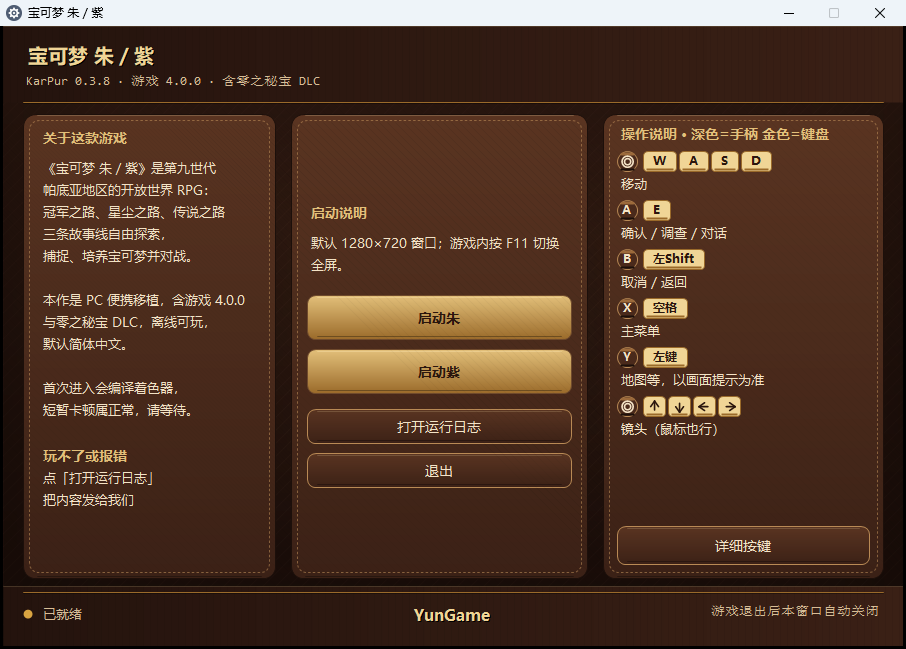 宝可梦 朱 / 紫
宝可梦 朱 / 紫
KarPur 0.3.8 · 游戏 4.0.0 · 含零之秘宝 DLC
关于这款游戏
《宝可梦 朱 / 紫》是第九世代
帕底亚地区的开放世界 RPG：
冠军之路、星尘之路、传说之路
三条故事线自由探索，
捕捉、培养宝可梦并对战。
本作是 PC 便携移植，含游戏 4.0.0
与零之秘宝 DLC，离线可玩，
默认简体中文。
首次进入会编译着色器，
短暂卡顿属正常，请等待。
玩不了或报错
点「打开运行日志」
把内容发给我们
启动说明
默认 1280×720 窗口；游戏内按 F11 切换
全屏。
启动朱
启动紫
打开运行日志
退出
操作说明 • 深色=手柄 金色=键盘
W A S D
移动
A E
确认 / 调查 / 对话
B 左Shift
取消 / 返回
X 空格
主菜单
Y 左键
地图等，以画面提示为准
↑ ↓ ← →
镜头（鼠标也行）
详细按键
已就绪
YunGame
游戏退出后本窗口自动关闭